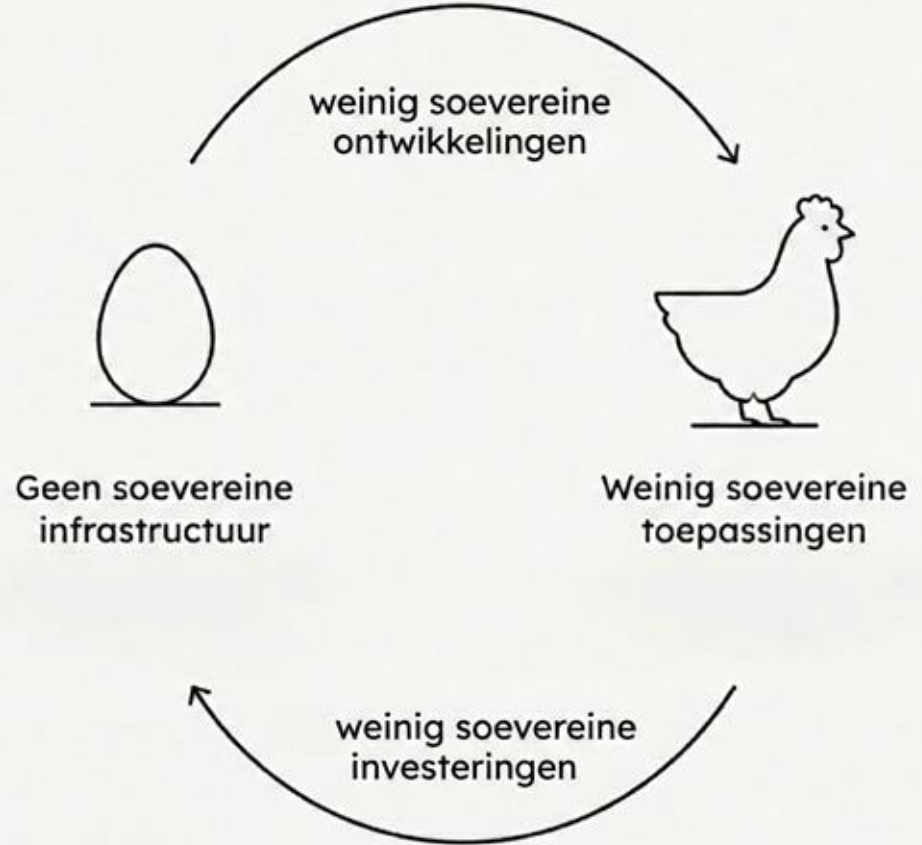 weinig soevereine
ontwikkelingen
Geen soevereine
infrastructuur
Weinig soevereine
toepassingen
weinig soevereine
investeringen